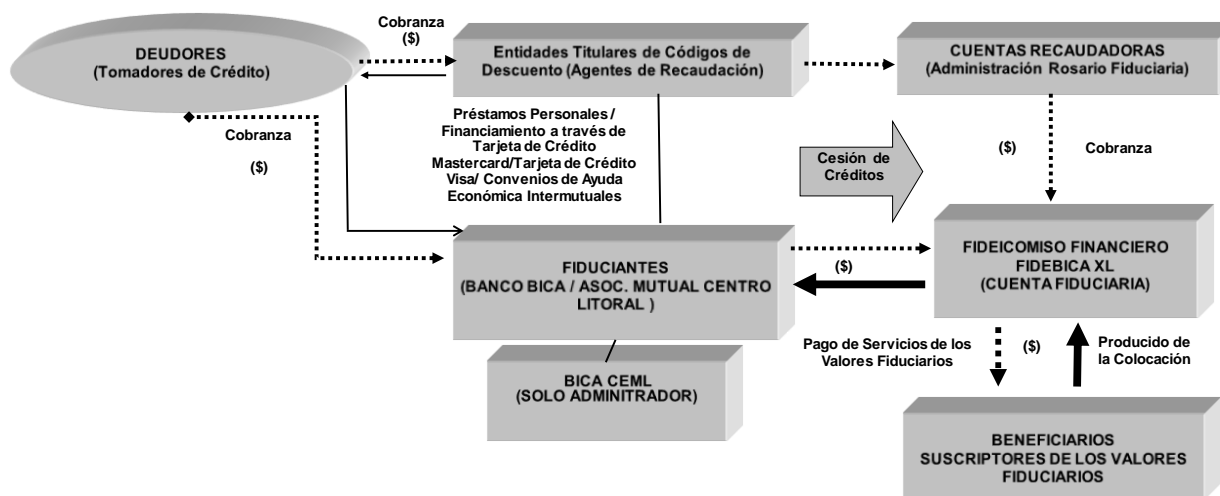 DEUDORES
(Tomadores de Crédito)
Cobranza
($)
Entidades Titulares de Códigos de
Descuento (Agentes de Recaudación)
CUENTAS RECAUDADORAS
(Administración Rosario Fiduciaria)
Cobranza
($)
Préstamos Personales /
Financiamiento a través de
Tarjeta de Crédito
Mastercard/Tarjeta de Crédito
Visa/ Convenios de Ayuda
Económica Intermutuales
Cesión de
Créditos
($)
Cobranza
FIDUCIANTES
(BANCO BICA / ASOC. MUTUAL CENTRO
LITORAL )
($)
FIDEICOMISO FINANCIERO
FIDEBICA XL
(CUENTA FIDUCIARIA)
BICA CEML
(SOLO ADMINITRADOR)
Pago de Servicios de los
Valores Fiduciarios
($)
Producido de
la Colocación
BENEFICIARIOS
SUSCRIPTORES DE LOS VALORES
FIDUCIARIOS